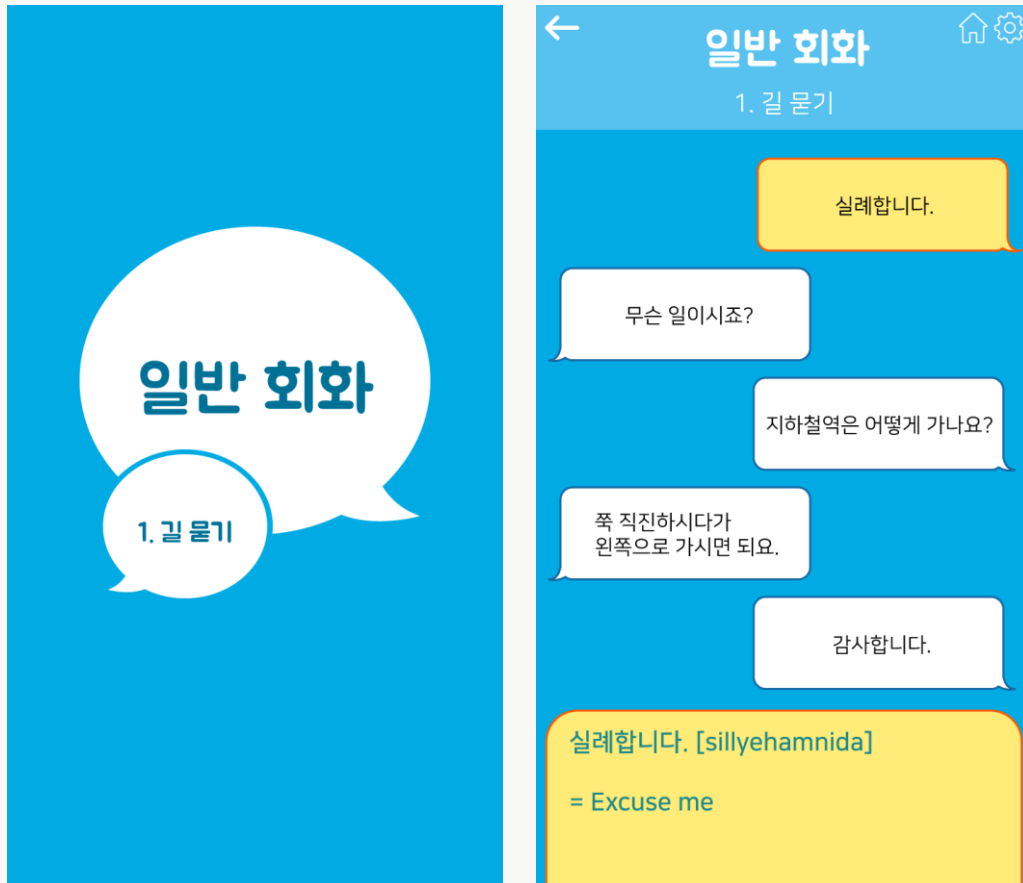 일반 회화
1. 길 묻기
일반 회화
1. 길 묻기
실례합니다.
무슨 일이시죠?
지하철역은 어떻게 가나요?
쭉 직진하시다가
왼쪽으로 가시면 되요.
감사합니다.
실례합니다. [sillyehamnida]
= Excuse me